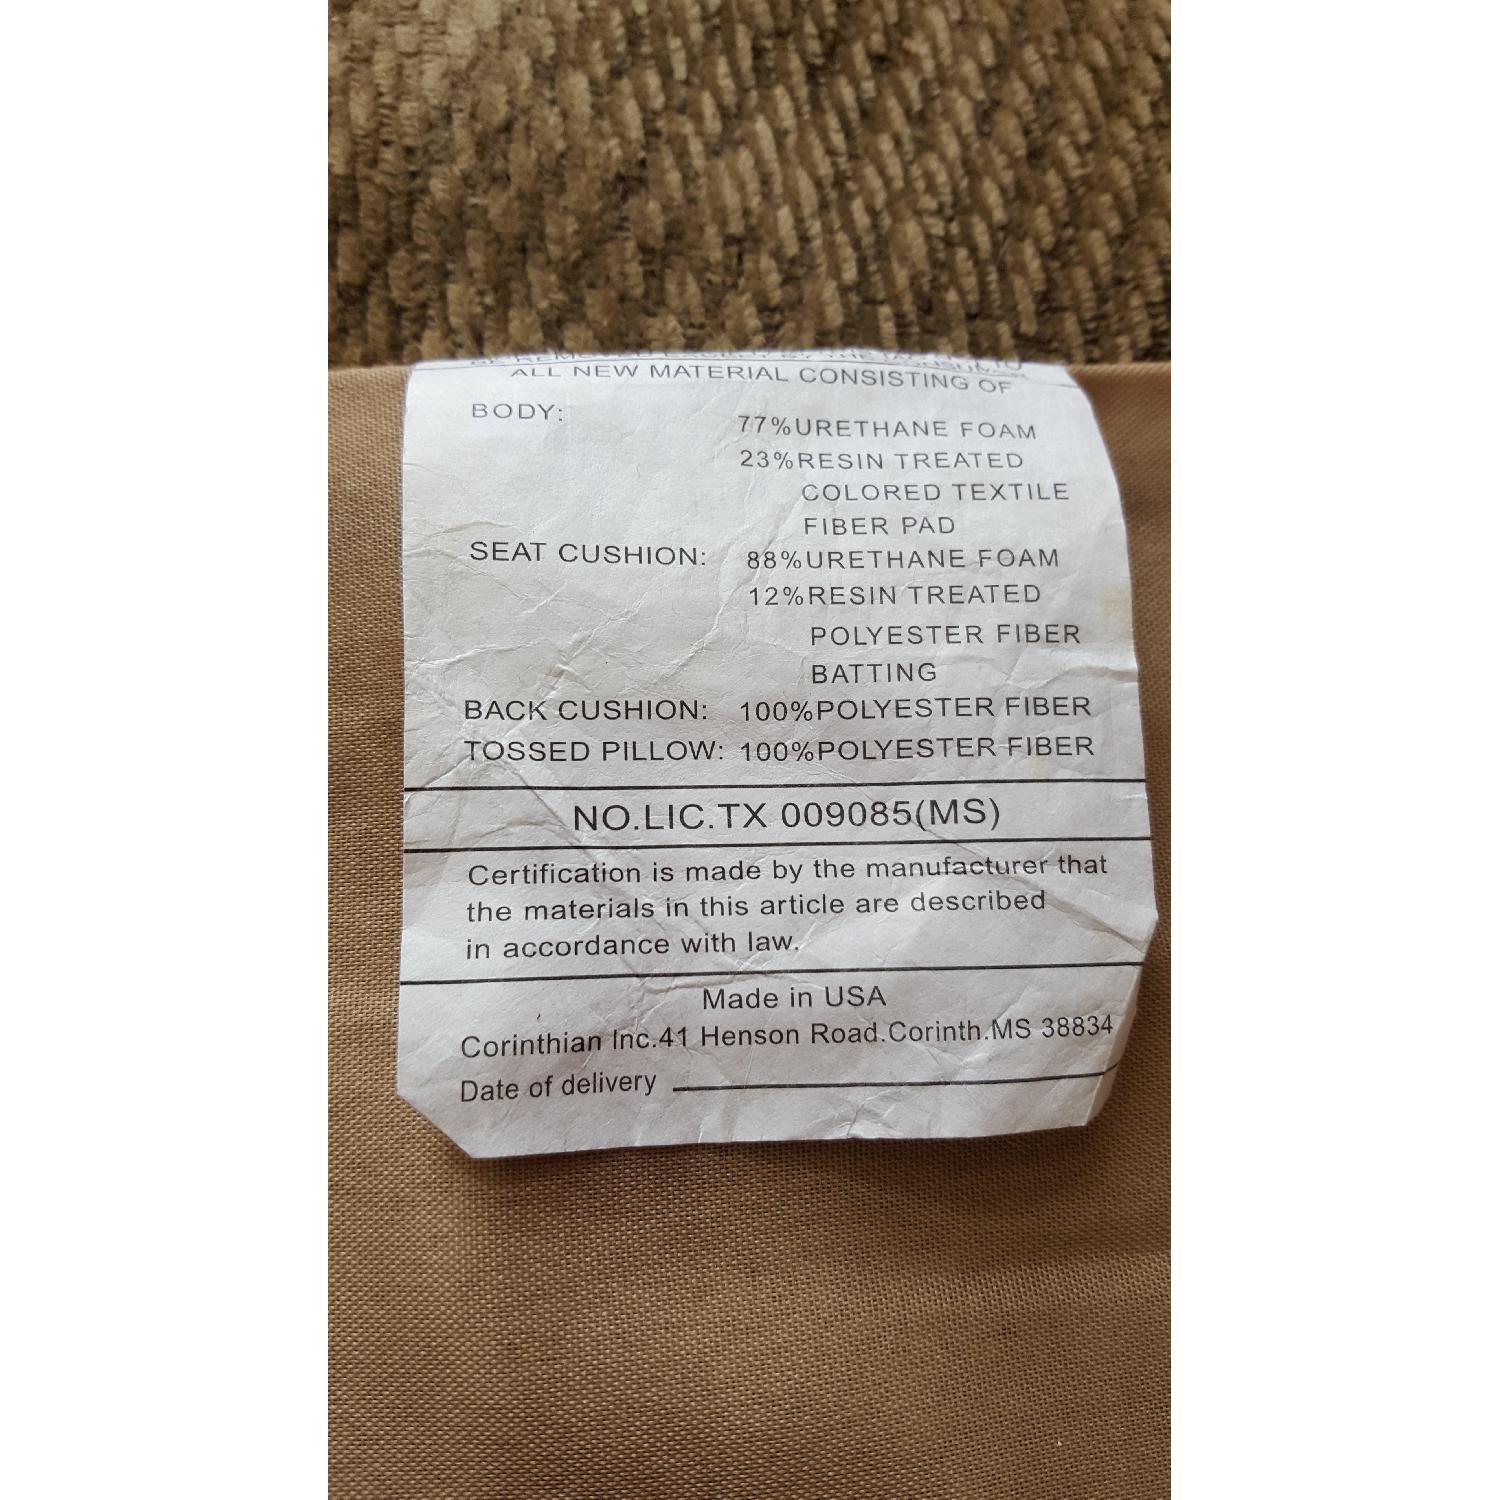 ALL NEW MATERIAL CONSISTING OF
BODY:
77%URETHANE FOAM
23%RESIN TREATED
COLORED TEXTILE
FIBER PAD
SEAT CUSHION: 88%URETHANE FOAM
12%RESIN TREATED
POLYESTER FIBER
BATTING
BACK CUSHION: 100%POLYESTER FIBER
TOSSED PILLOW: 100%POLYESTER FIBER
NO.LIC.TX 009085(MS)
Certification is made by the manufacturer that
the materials in this article are described
in accordance with law.
Made in USA
Corinthian Inc.41 Henson Road.Corinth.MS 38834
Date of delivery